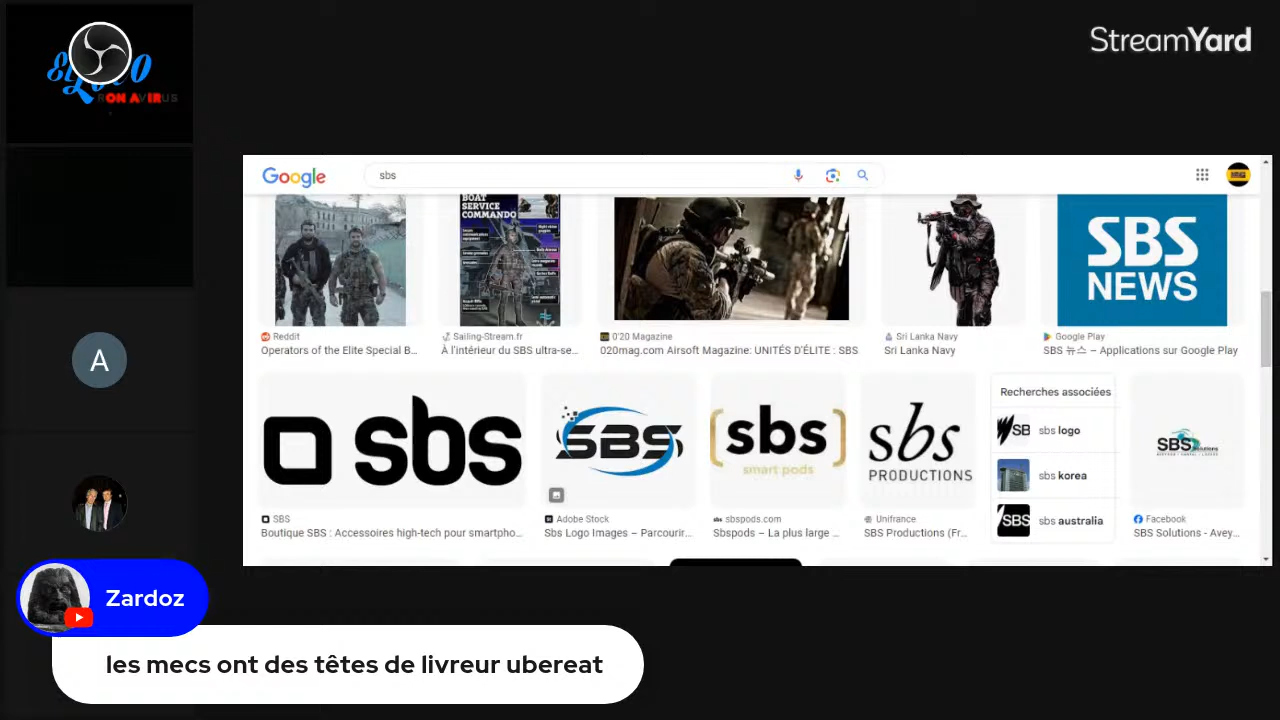 StreamYard
Google
sbs
BOAT
SERVICE
COMMANDO
SBS
NEWS
Reddit
Operators of the Elite Special B...
Sailing-Stream.fr
À l'intérieur du SBS ultra-se...
0'20 Magazine
020mag.com Airsoft Magazine: UNITÉS D'ÉLITE : SBS
Sri Lanka Navy
Sri Lanka Navy
Google Play
SBS 뉴스 – Applications sur Google Play
sbs
SBS
sbs
smart pods
sbs
PRODUCTIONS
Recherches associées
SBS
sbs logo
sbs korea
SBS
sbs australia
SBS Solutions
SBS
Boutique SBS : Accessoires high-tech pour smartpho...
Adobe Stock
Sbs Logo Images – Parcourir...
sbspods.com
Sbspods – La plus large ...
Unifrance
SBS Productions (Fr...
Facebook
SBS Solutions - Avey...
A
Zardoz
les mecs ont des têtes de livreur ubereat